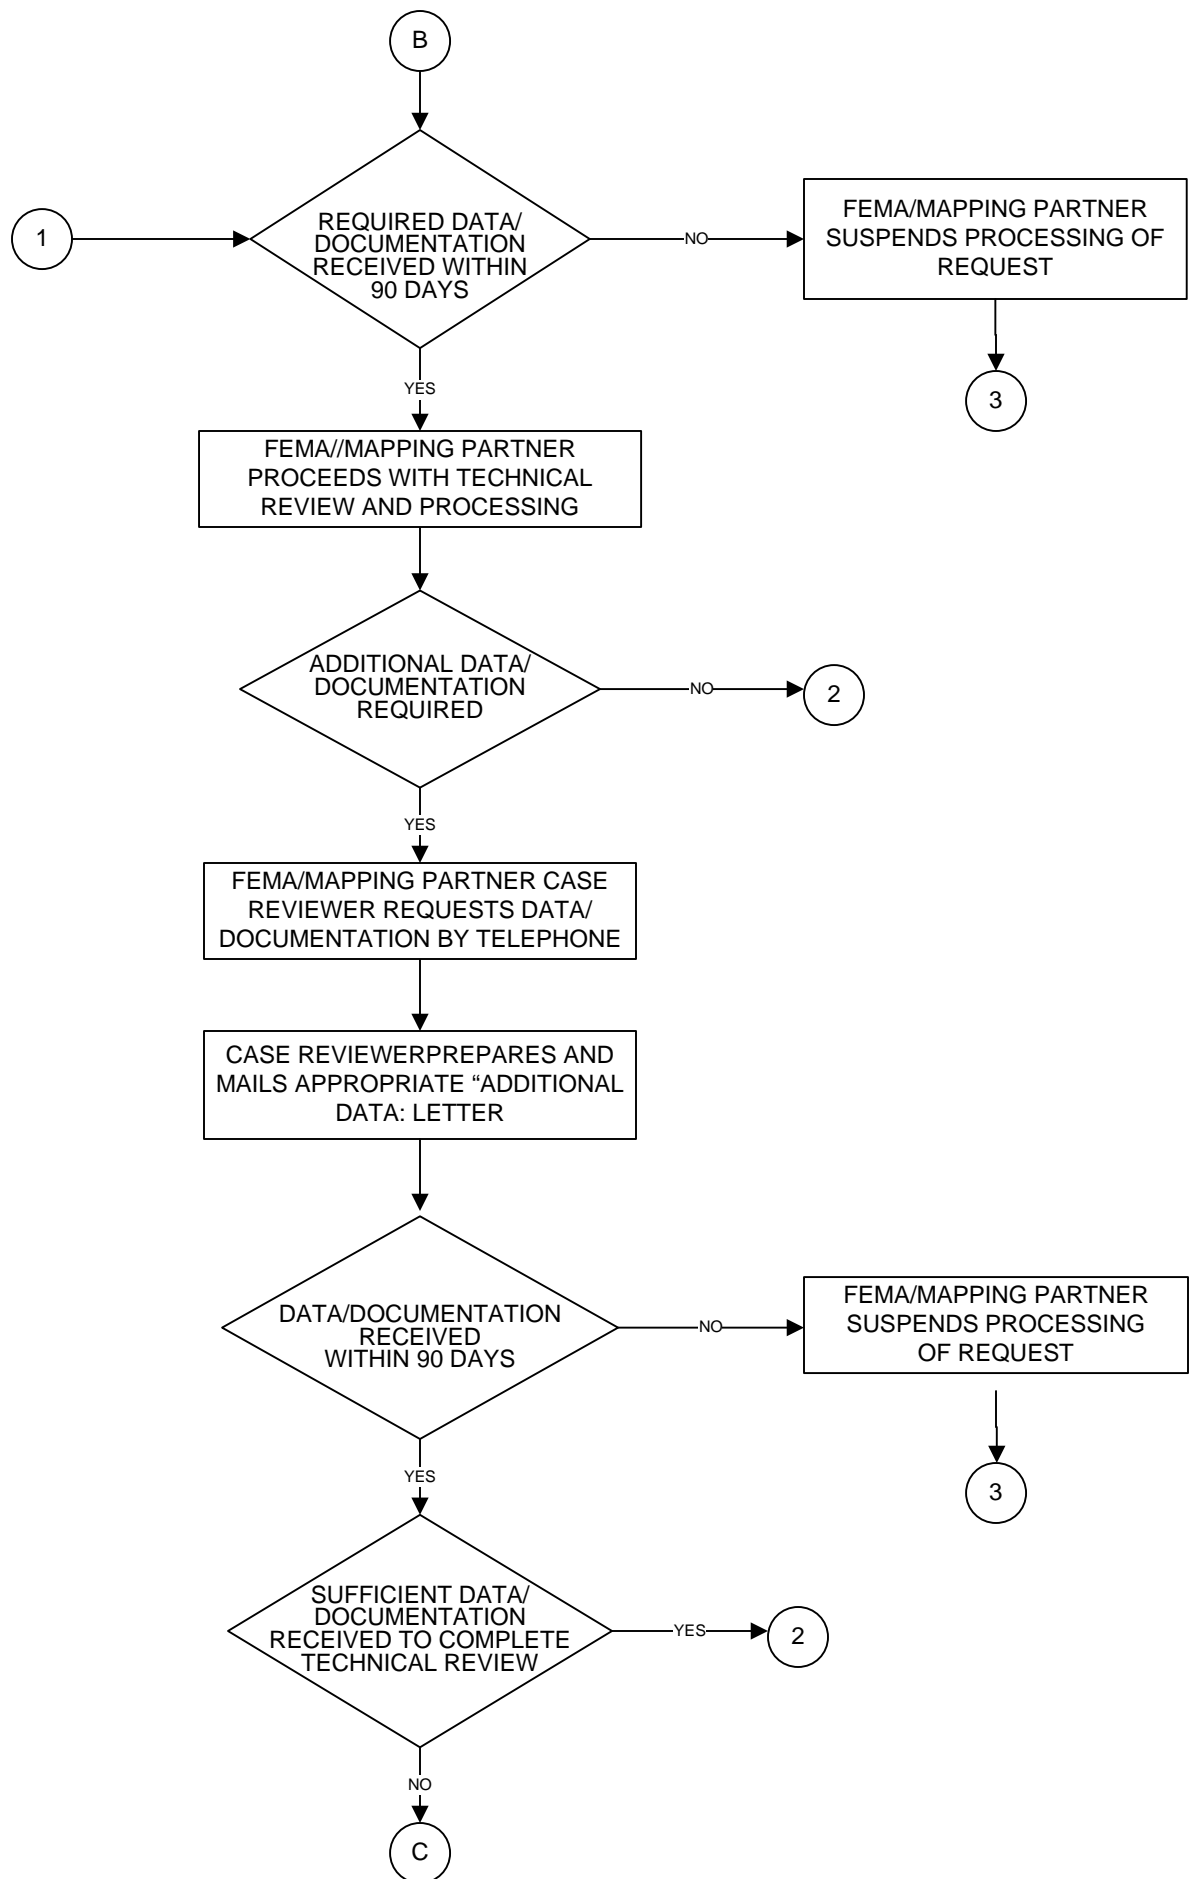 B
1
REQUIRED DATA/
DOCUMENTATION
RECEIVED WITHIN
90 DAYS
NO
FEMA/MAPPING PARTNER
SUSPENDS PROCESSING OF
REQUEST
3
YES
FEMA//MAPPING PARTNER
PROCEEDS WITH TECHNICAL
REVIEW AND PROCESSING
ADDITIONAL DATA/
DOCUMENTATION
REQUIRED
NO
2
YES
FEMA/MAPPING PARTNER CASE
REVIEWER REQUESTS DATA/
DOCUMENTATION BY TELEPHONE
CASE REVIEWERPREPARES AND
MAILS APPROPRIATE “ADDITIONAL
DATA: LETTER
DATA/DOCUMENTATION
RECEIVED
WITHIN 90 DAYS
NO
FEMA/MAPPING PARTNER
SUSPENDS PROCESSING
OF REQUEST
3
YES
SUFFICIENT DATA/
DOCUMENTATION
RECEIVED TO COMPLETE
TECHNICAL REVIEW
YES
2
NO
C